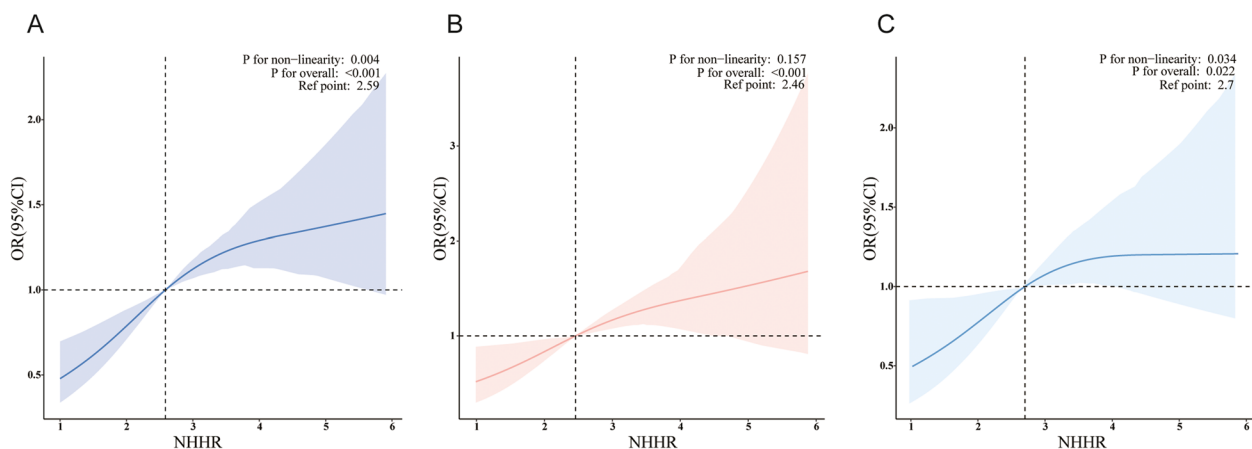 A
P for non-linearity: 0.004
P for overall: <0.001
Ref point: 2.59
OR(95%CI)
2.0
1.5
1.0
0.5
1 2 3 4 5 6
NHHR
B
P for non-linearity: 0.157
P for overall: <0.001
Ref point: 2.46
OR(95%CI)
3
2
1
1 2 3 4 5 6
NHHR
C
P for non-linearity: 0.034
P for overall: 0.022
Ref point: 2.7
OR(95%CI)
2.0
1.5
1.0
0.5
1 2 3 4 5 6
NHHR